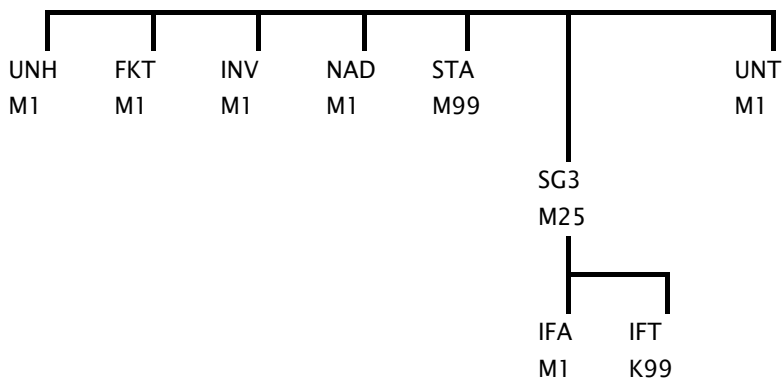 UNH FKT INV NAD STA UNT
M1 M1 M1 M1 M99 M1
SG3
M25
IFA IFT
M1 K99